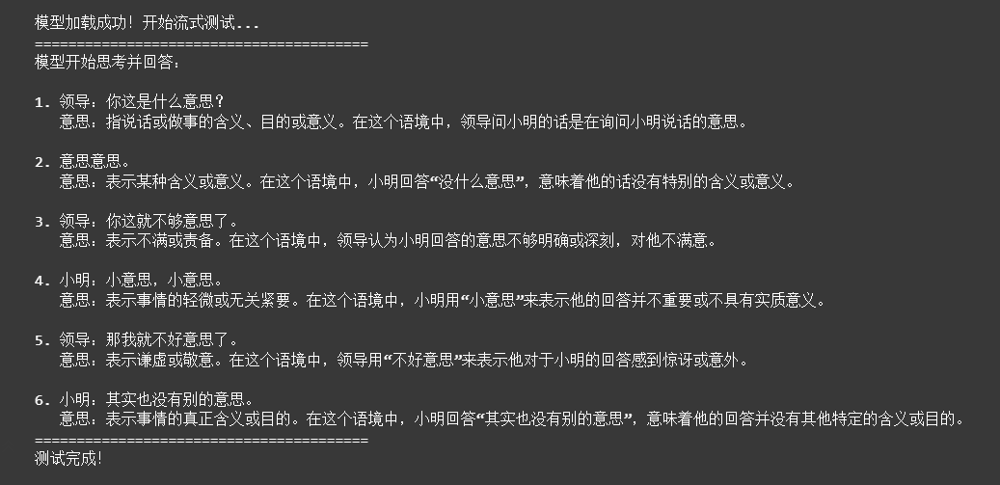 模型加载成功！开始流式测试...
========================================
模型开始思考并回答：
1. 领导：你这是什么意思？
意思：指说话或做事的含义、目的或意义。在这个语境中，领导问小明的话是在询问小明说话的意思。
2. 意思意思。
意思：表示某种含义或意义。在这个语境中，小明回答“没什么意思”，意味着他的话没有特别的含义或意义。
3. 领导：你这就不够意思了。
意思：表示不满或责备。在这个语境中，领导认为小明回答的意思不够明确或深刻，对他不满意。
4. 小明：小意思，小意思。
意思：表示事情的轻微或无关紧要。在这个语境中，小明用“小意思”来表示他的回答并不重要或不具有实质意义。
5. 领导：那我就不好意思了。
意思：表示谦虚或敬意。在这个语境中，领导用“不好意思”来表示他对于小明的回答感到惊讶或意外。
6. 小明：其实也没有别的意思。
意思：表示事情的真正含义或目的。在这个语境中，小明回答“其实也没有别的意思”，意味着他的回答并没有其他特定的含义或目的。
========================================
测试完成！